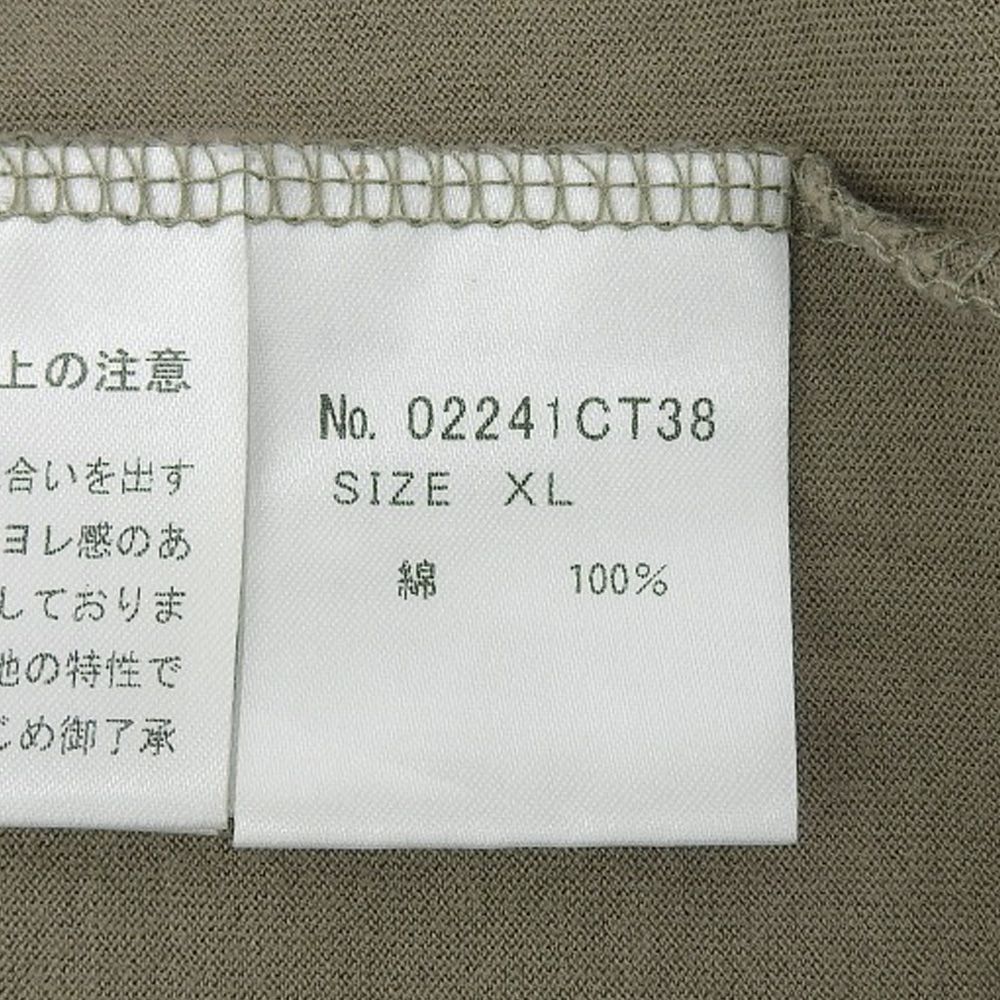 上の注意
合いを出す
ヨレ感のあ
しておりま
地の特性で
じめ御了承
No. 02241CT38
SIZE XL
綿 100%